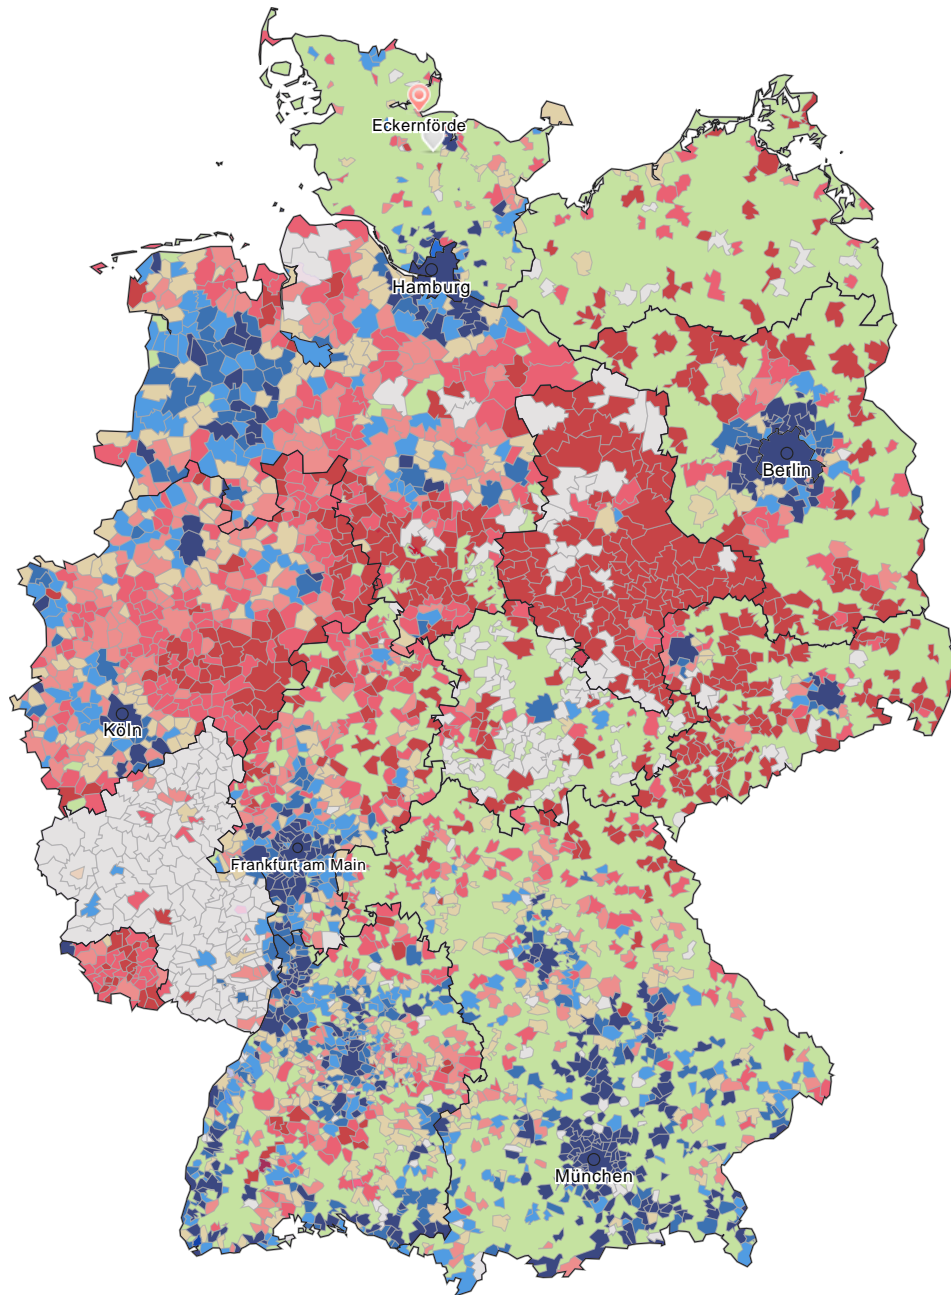 Eckernförde
Hamburg
Berlin
Köln
Frankfurt am Main
München